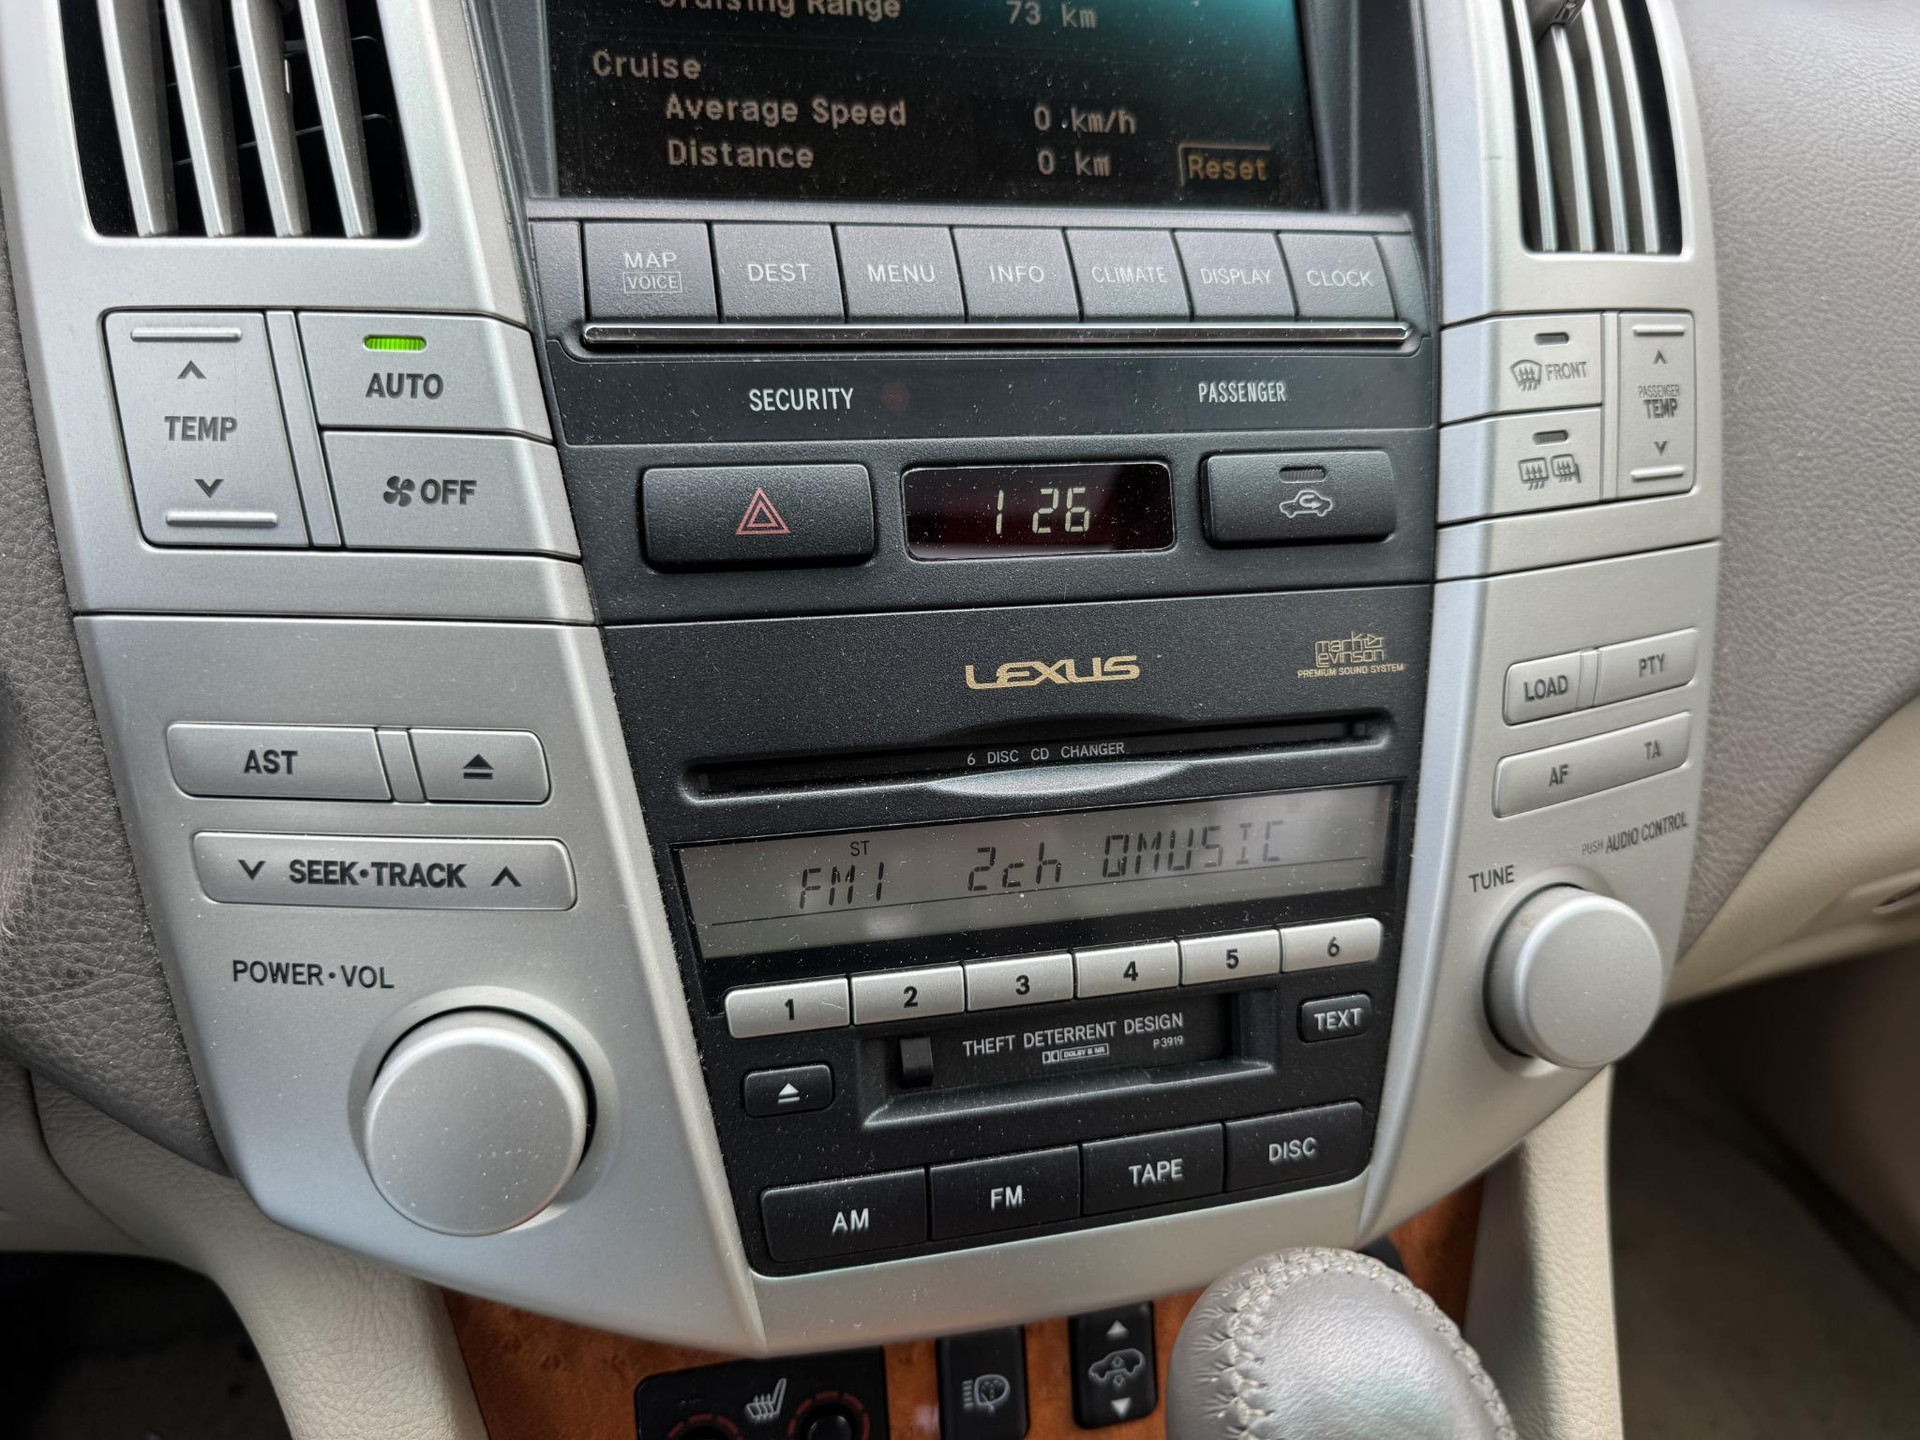 Cruising Range 73 km
Cruise
Average Speed 0 km/h
Distance 0 km
Reset
MAP
VOICE
DEST
MENU
INFO
CLIMATE
DISPLAY
CLOCK
TEMP
AUTO
OFF
SECURITY
PASSENGER
FRONT
PASSENGER
TEMP
1 26
LEXUS
mark
levinson
PREMIUM SOUND SYSTEM
LOAD
PTY
AST
6 DISC CD CHANGER
AF
TA
SEEK•TRACK
ST
FM1 2ch QMUSIC
PUSH AUDIO CONTROL
TUNE
POWER•VOL
1
2
3
4
5
6
THEFT DETERRENT DESIGN
DOLBY B NR
P3919
TEXT
AM
FM
TAPE
DISC